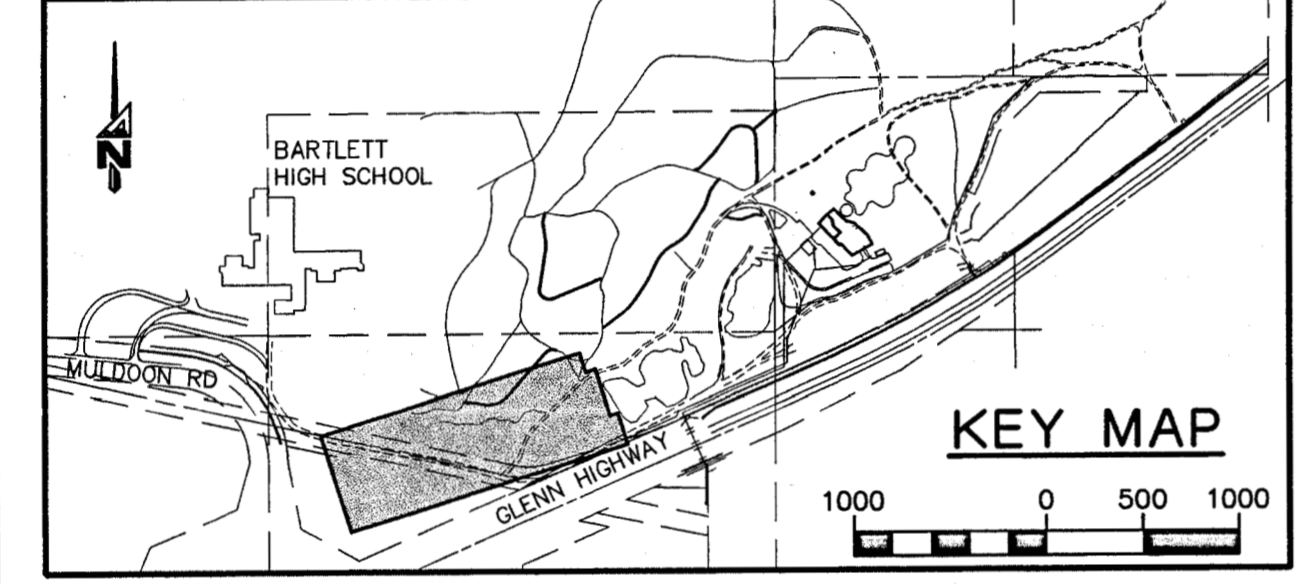 N
BARTLETT
HIGH SCHOOL
MULDOON RD
GLENN HIGHWAY
KEY MAP
1000 0 500 1000